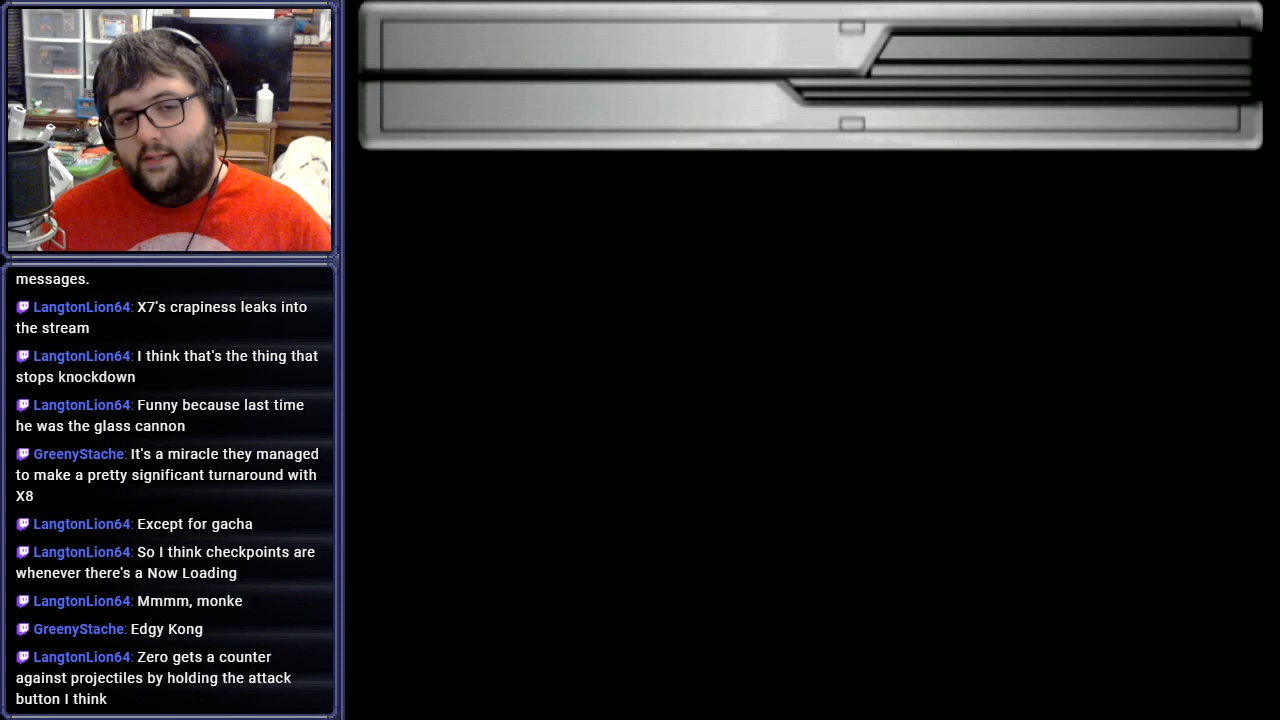 messages.
LangtonLion64: X7's crapiness leaks into
the stream
LangtonLion64: I think that's the thing that
stops knockdown
LangtonLion64: Funny because last time
he was the glass cannon
GreenyStache: It's a miracle they managed
to make a pretty significant turnaround with
X8
LangtonLion64: Except for gacha
LangtonLion64: So I think checkpoints are
whenever there's a Now Loading
LangtonLion64: Mmmm, monke
GreenyStache: Edgy Kong
LangtonLion64: Zero gets a counter
against projectiles by holding the attack
button I think